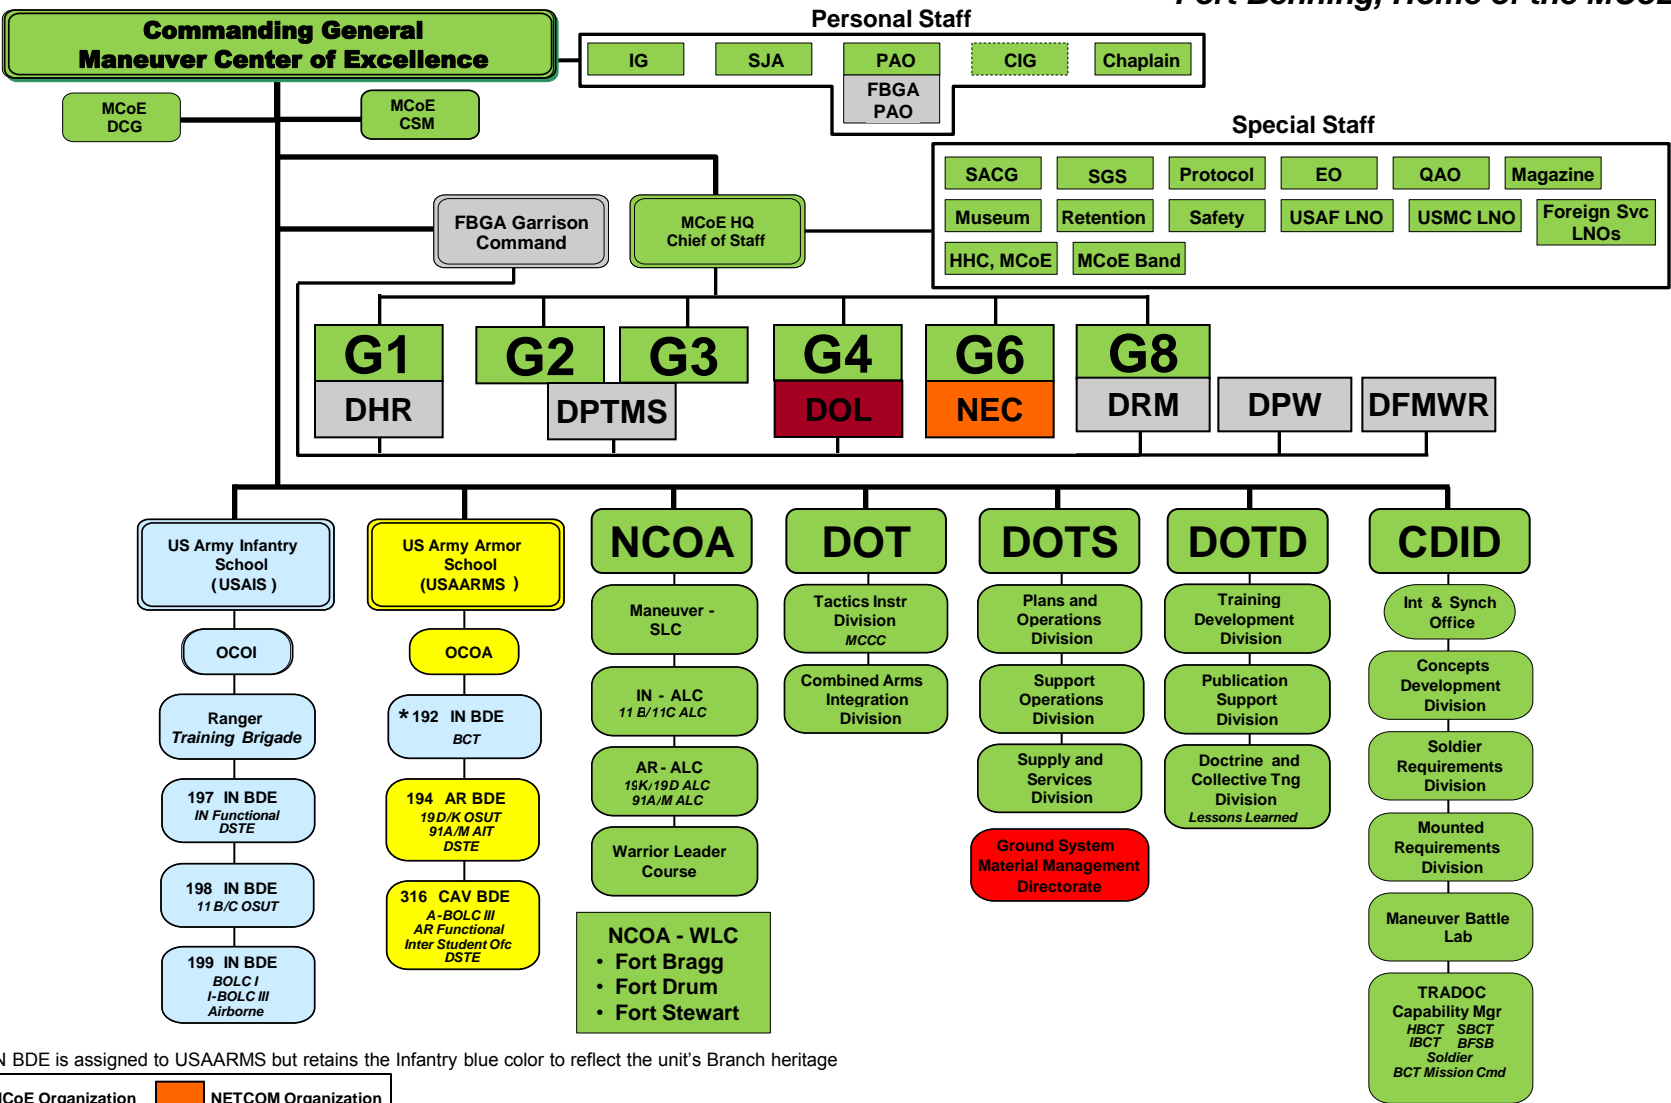 Fort Benning, Home of the MCoE
Commanding General
Maneuver Center of Excellence
Personal Staff
IG
SJA
PAO
CIG
Chaplain
FBGA
PAO
MCoE
DCG
MCoE
CSM
Special Staff
SACG
SGS
Protocol
EO
QAO
Magazine
Museum
Retention
Safety
USAF LNO
USMC LNO
Foreign Svc
LNOs
HHC, MCoE
MCoE Band
FBGA Garrison
Command
MCoE HQ
Chief of Staff
G1
G2
G3
G4
G6
G8
DHR
DPTMS
DOL
NEC
DRM
DPW
DFMWR
US Army Infantry
School
(USAIS )
OCOI
Ranger
Training Brigade
197 IN BDE
IN Functional
DSTE
198 IN BDE
11 B/C OSUT
199 IN BDE
BOLC I
I-BOLC III
Airborne
US Army Armor
School
(USAARMS )
OCOA
*192 IN BDE
BCT
194 AR BDE
19D/K OSUT
91A/M AIT
DSTE
316 CAV BDE
A-BOLC III
AR Functional
Inter Student Ofc
DSTE
NCOA
Maneuver -
SLC
IN - ALC
11 B/11C ALC
AR- ALC
19K/19D ALC
91A/M ALC
Warrior Leader
Course
NCOA - WLC
• Fort Bragg
• Fort Drum
• Fort Stewart
DOT
Tactics Instr
Division
MCCC
Combined Arms
Integration
Division
DOTS
Plans and
Operations
Division
Support
Operations
Division
Supply and
Services
Division
Ground System
Material Management
Directorate
DOTD
Training
Development
Division
Publication
Support
Division
Doctrine and
Collective Tng
Division
Lessons Learned
CDID
Int & Synch
Office
Concepts
Development
Division
Soldier
Requirements
Division
Mounted
Requirements
Division
Maneuver Battle
Lab
TRADOC
Capability Mgr
HBCT SBCT
IBCT BFSB
Soldier
BCT Mission Cmd
N BDE is assigned to USAARMS but retains the Infantry blue color to reflect the unit's Branch heritage
MCoE Organization
NETCOM Organization